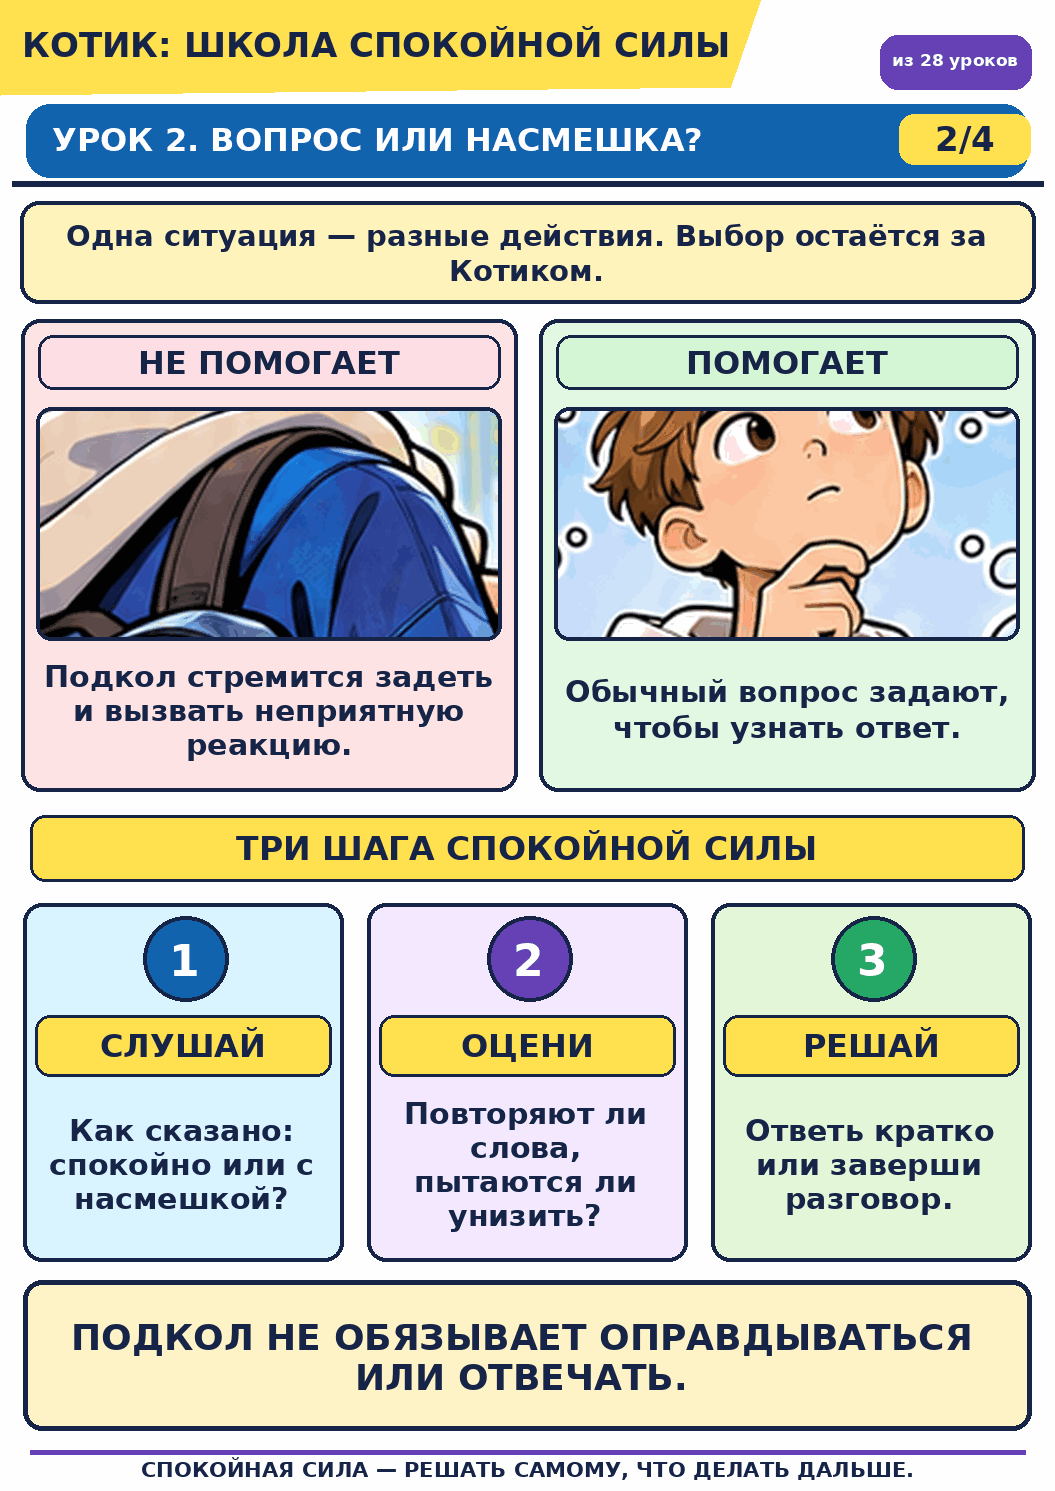 КОТИК: ШКОЛА СПОКОЙНОЙ СИЛЫ
из 28 уроков
УРОК 2. ВОПРОС ИЛИ НАСМЕШКА?
2/4
Одна ситуация — разные действия. Выбор остаётся за
Котиком.
НЕ ПОМОГАЕТ
Подкол стремится задеть
и вызвать неприятную
реакцию.
ПОМОГАЕТ
Обычный вопрос задают,
чтобы узнать ответ.
ТРИ ШАГА СПОКОЙНОЙ СИЛЫ
1
СЛУШАЙ
Как сказано:
спокойно или с
насмешкой?
2
ОЦЕНИ
Повторяют ли
слова,
пытаются ли
унизить?
3
РЕШАЙ
Ответь кратко
или заверши
разговор.
ПОДКОЛ НЕ ОБЯЗЫВАЕТ ОПРАВДЫВАТЬСЯ
ИЛИ ОТВЕЧАТЬ.
СПОКОЙНАЯ СИЛА — РЕШАТЬ САМОМУ, ЧТО ДЕЛАТЬ ДАЛЬШЕ.